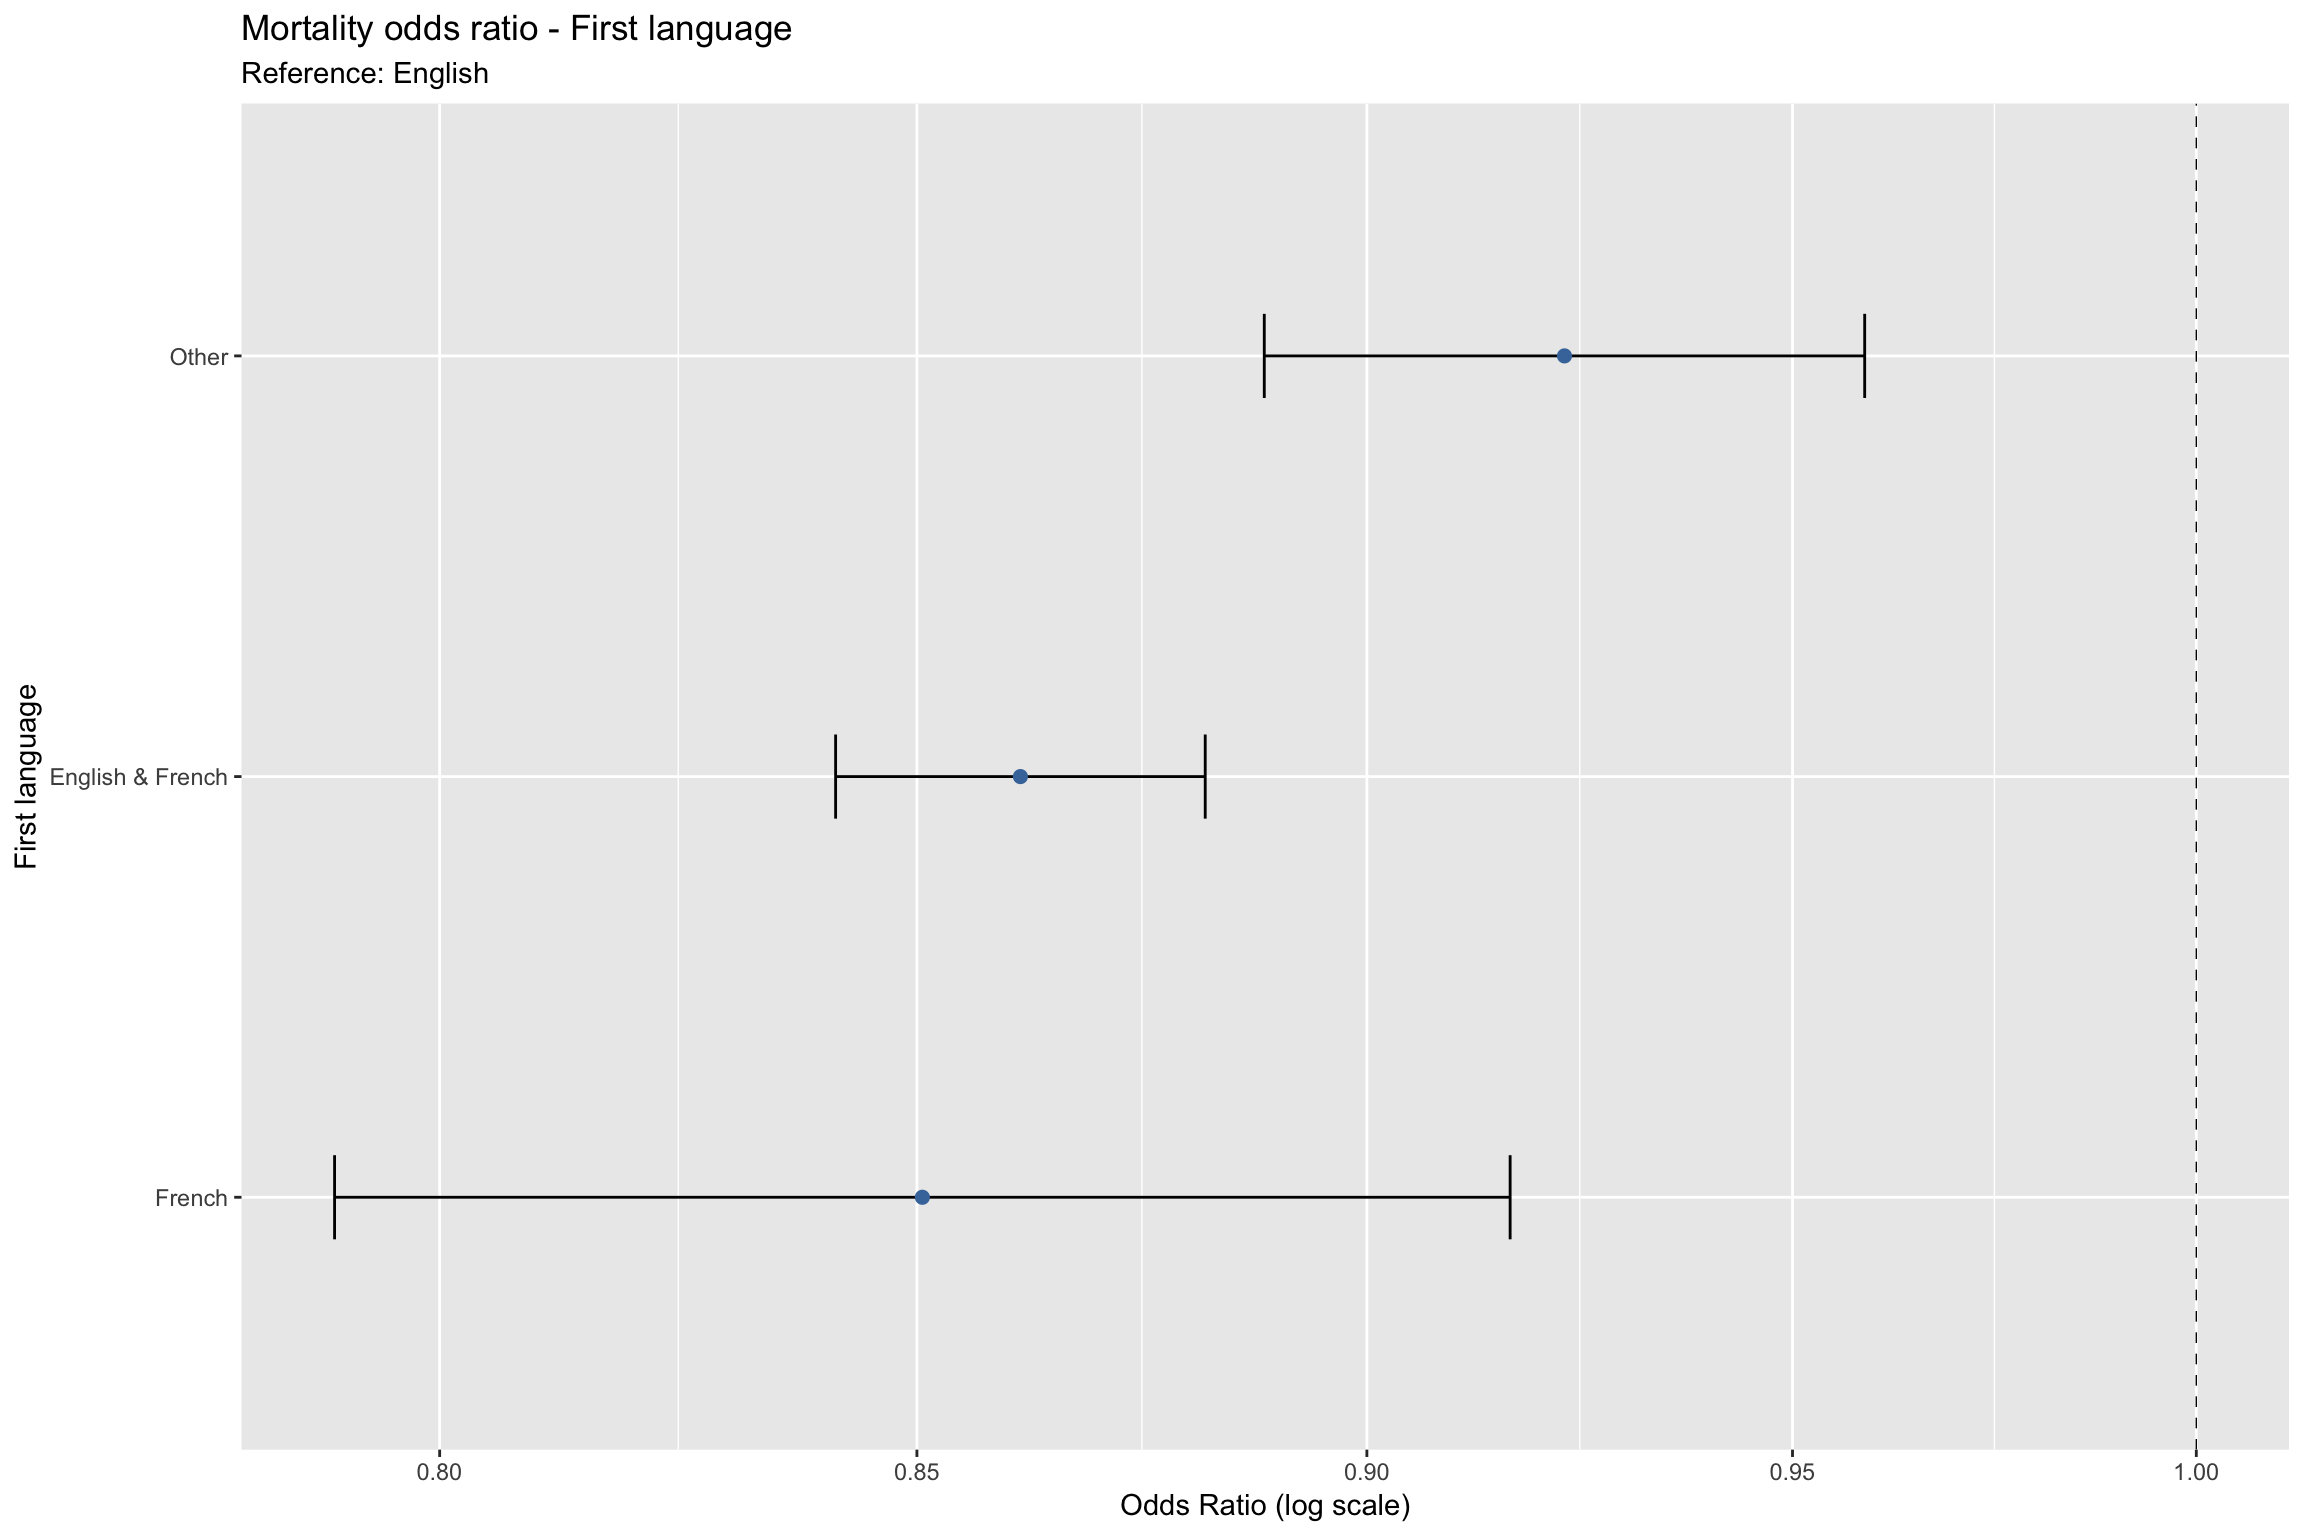 Mortality odds ratio - First language
Reference: English
First language
Other
English & French
French
0.80 0.85 0.90 0.95 1.00
Odds Ratio (log scale)